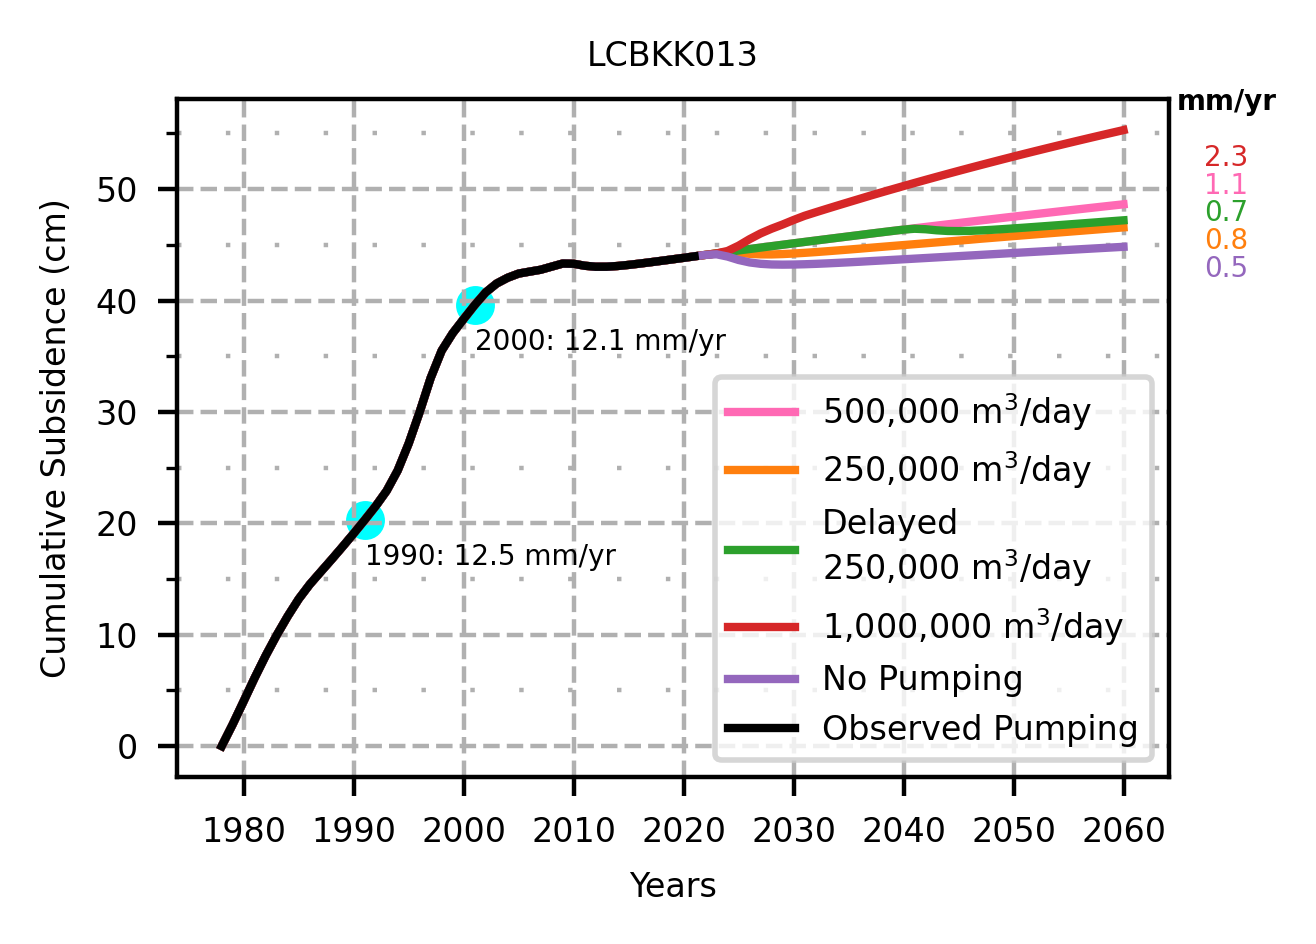 LCBKK013
mm/yr
2.3
1.1
0.7
0.8
0.5
Cumulative Subsidence (cm)
50
40
30
20
10
0
2000: 12.1 mm/yr
1990: 12.5 mm/yr
500,000 m³/day
250,000 m³/day
Delayed
250,000 m³/day
1,000,000 m³/day
No Pumping
Observed Pumping
1980 1990 2000 2010 2020 2030 2040 2050 2060
Years